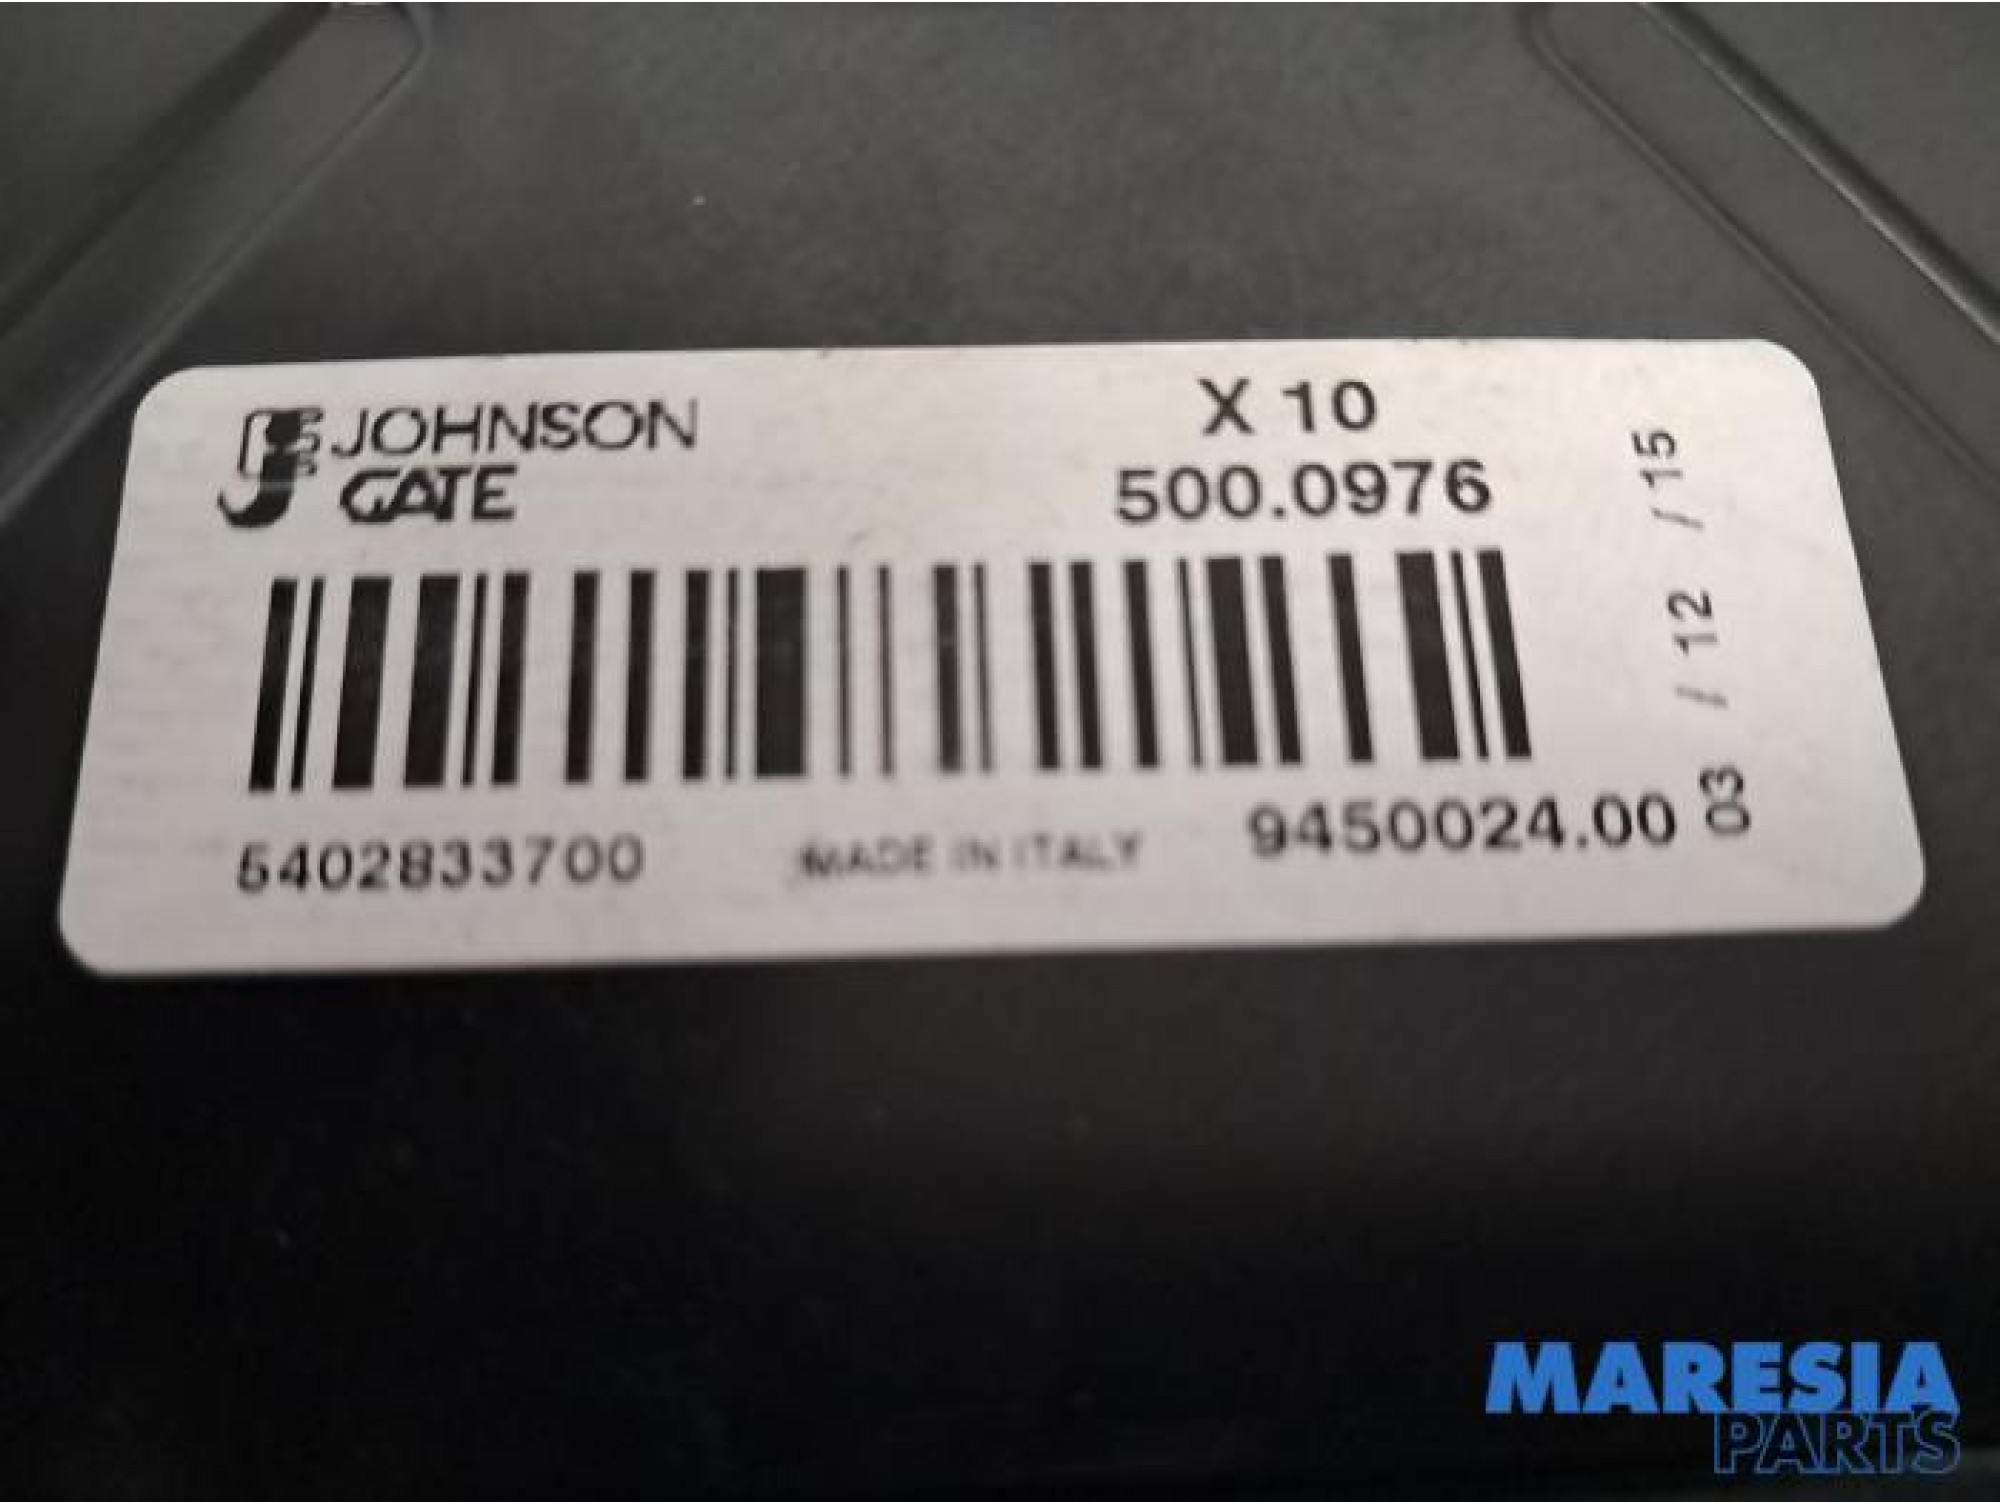 JOHNSON
GATE
X 10
500.0976
5402833700
MADE IN ITALY
9450024.00
03 / 12 / 15
MARESIA
PARTS